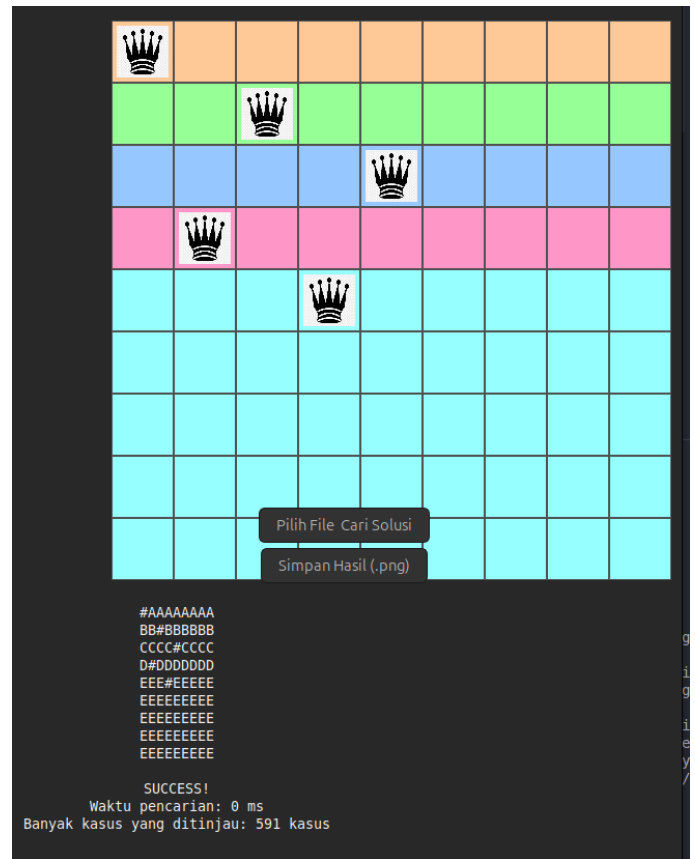 Pilih File Cari Solusi
Simpan Hasil (.png)
#AAAAAAAA
BB#BBBBBB
CCCC#CCCC
D#DDDDDDD
EEE#EEEEE
EEEEEEEEE
EEEEEEEEE
EEEEEEEEE
EEEEEEEEE
SUCCESS!
Waktu pencarian: 0 ms
Banyak kasus yang ditinjau: 591 kasus
g
i
g
i
e
y
/